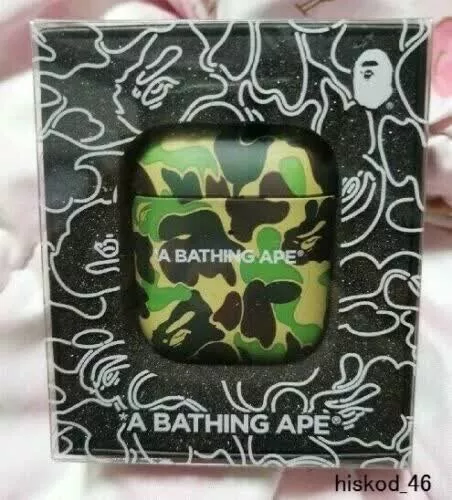 ®
*A BATHING APE®
*A BATHING APE®
hiskod_46